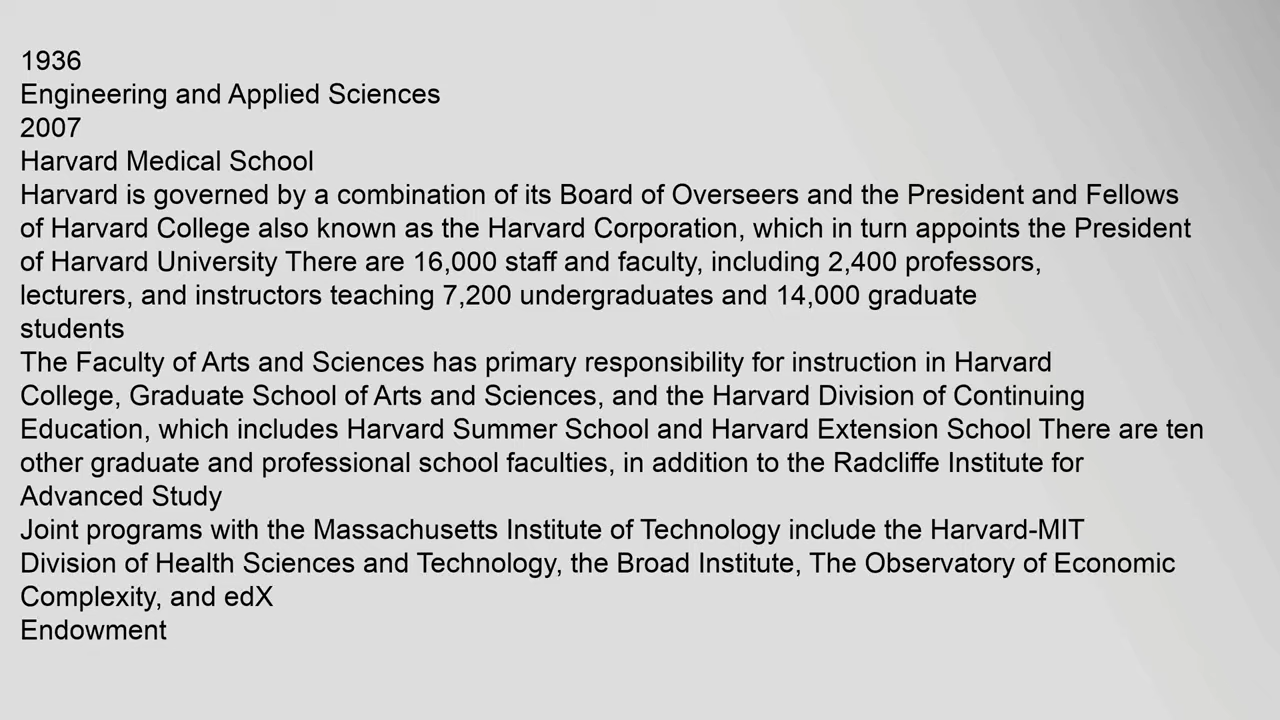 1936
Engineering and Applied Sciences
2007
Harvard Medical School
Harvard is governed by a combination of its Board of Overseers and the President and Fellows
of Harvard College also known as the Harvard Corporation, which in turn appoints the President
of Harvard University There are 16,000 staff and faculty, including 2,400 professors,
lecturers, and instructors teaching 7,200 undergraduates and 14,000 graduate
students
The Faculty of Arts and Sciences has primary responsibility for instruction in Harvard
College, Graduate School of Arts and Sciences, and the Harvard Division of Continuing
Education, which includes Harvard Summer School and Harvard Extension School There are ten
other graduate and professional school faculties, in addition to the Radcliffe Institute for
Advanced Study
Joint programs with the Massachusetts Institute of Technology include the Harvard-MIT
Division of Health Sciences and Technology, the Broad Institute, The Observatory of Economic
Complexity, and edX
Endowment